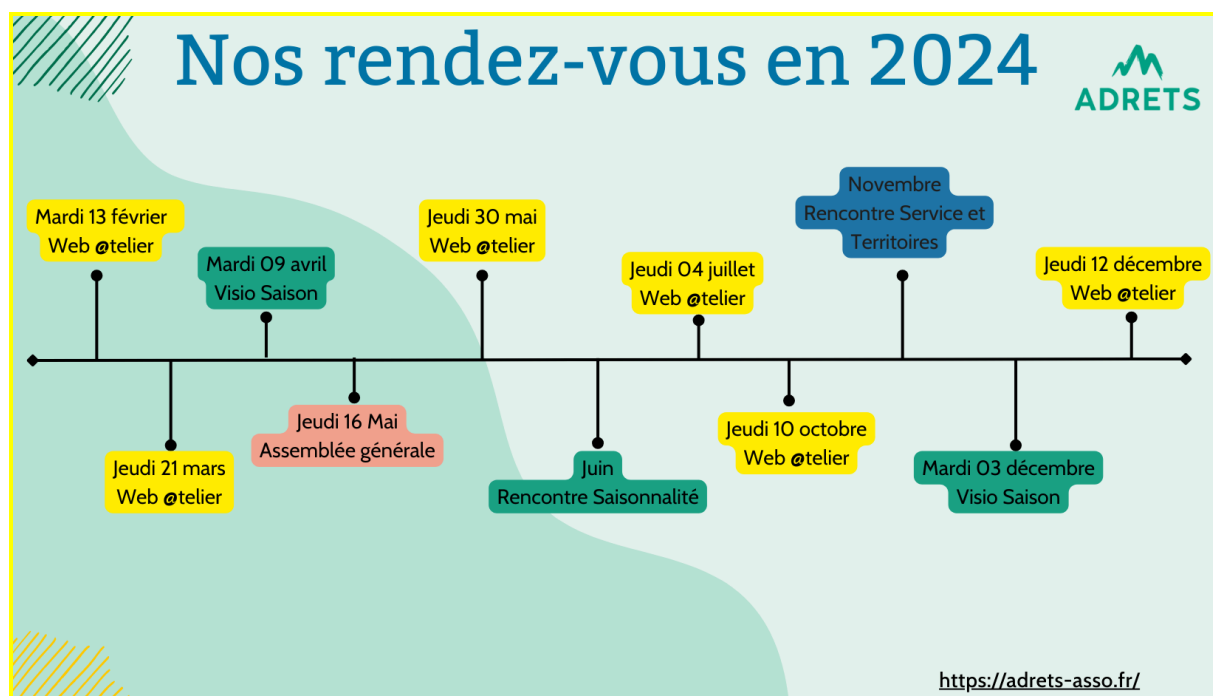 Nos rendez-vous en 2024
ADRETS
Mardi 13 février
Web @telier
Jeudi 21 mars
Web @telier
Mardi 09 avril
Visio Saison
Jeudi 16 Mai
Assemblée générale
Jeudi 30 mai
Web @telier
Juin
Rencontre Saisonnalité
Jeudi 04 juillet
Web @telier
Jeudi 10 octobre
Web @telier
Novembre
Rencontre Service et
Territoires
Mardi 03 décembre
Visio Saison
Jeudi 12 décembre
Web @telier
https://adrets-asso.fr/